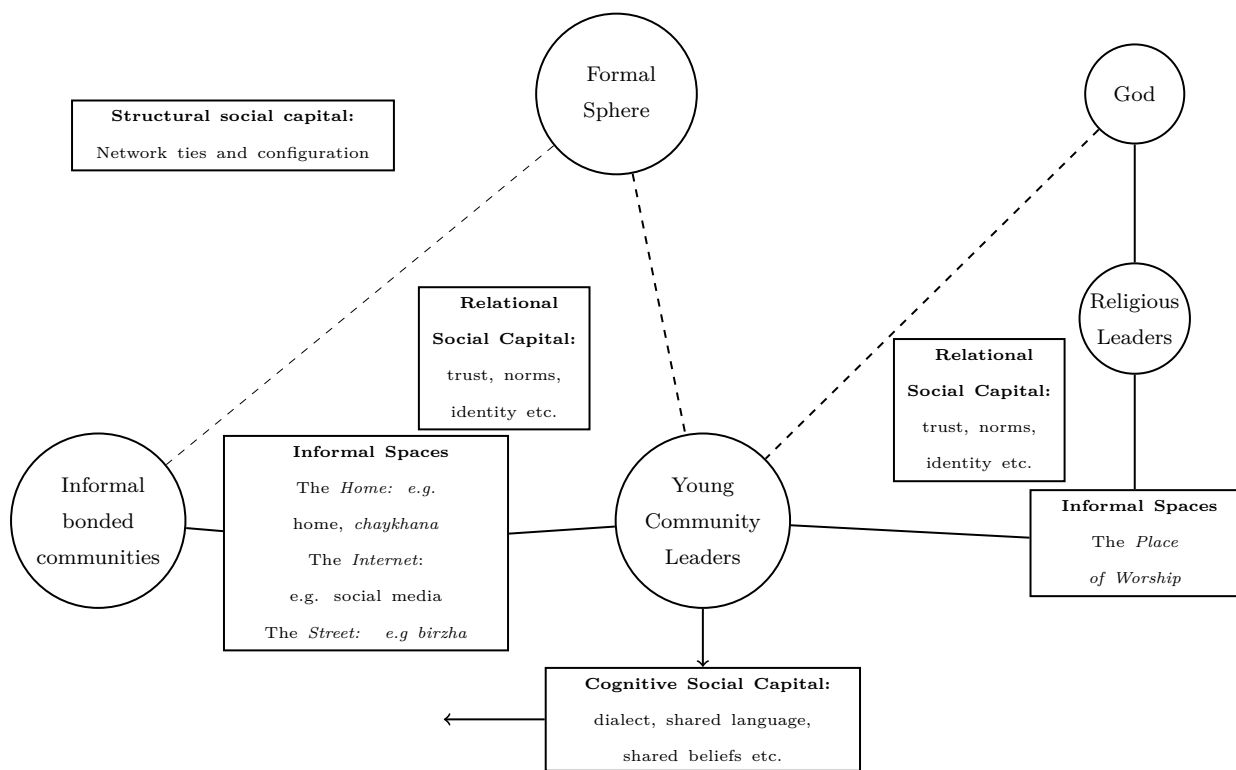 Formal
Sphere
God
Structural social capital:
Network ties and configuration
Religious
Leaders
Relational
Social Capital:
trust, norms,
identity etc.
Relational
Social Capital:
trust, norms,
identity etc.
Informal
bonded
communities
Informal Spaces
The Home: e.g.
home, chaykhana
The Internet:
e.g. social media
The Street: e.g birzha
Young
Community
Leaders
Informal Spaces
The Place
of Worship
Cognitive Social Capital:
dialect, shared language,
shared beliefs etc.